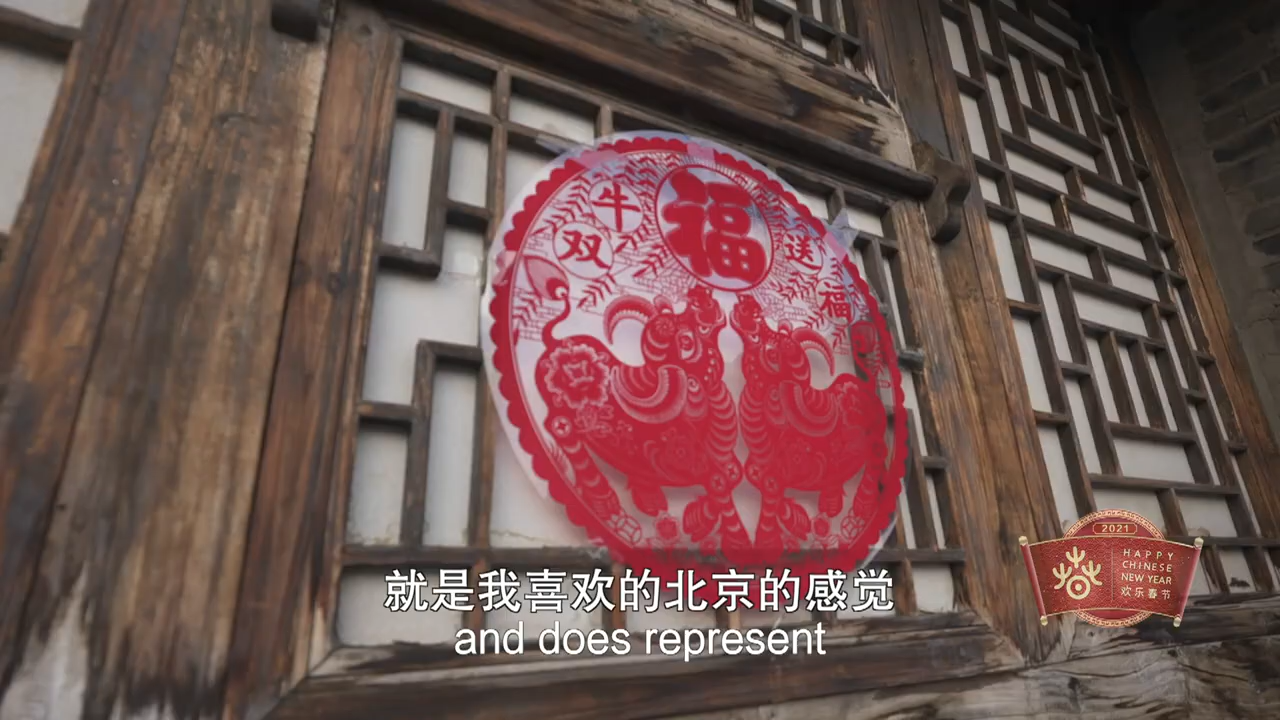 双牛
福
送福
就是我喜欢的北京的感觉
and does represent
2021
HAPPY
CHINESE
NEW YEAR
欢乐春节